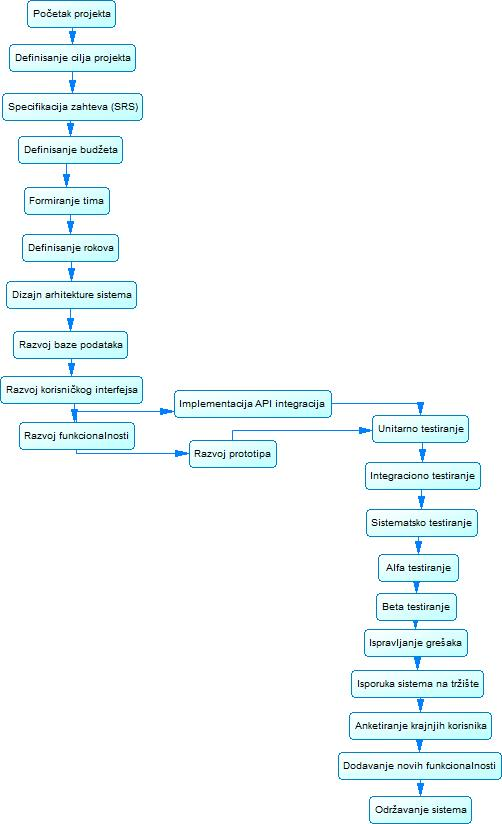 Početak projekta
Definisanje cilja projekta
Specifikacija zahteva (SRS)
Definisanje budžeta
Formiranje tima
Definisanje rokova
Dizajn arhitekture sistema
Razvoj baze podataka
Razvoj korisničkog interfejsa
Implementacija API integracija
Razvoj funkcionalnosti
Razvoj prototipa
Unitarno testiranje
Integraciono testiranje
Sistematsko testiranje
Alfa testiranje
Beta testiranje
Ispravljanje grešaka
Isporuka sistema na tržište
Anketiranje krajnjih korisnika
Dodavanje novih funkcionalnosti
Održavanje sistema